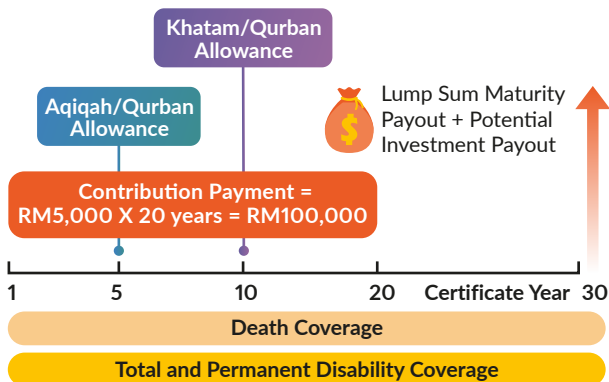 Khatam/Qurban
Allowance
Aqiqah/Qurban
Allowance
Lump Sum Maturity
Payout + Potential
Investment Payout
$
Contribution Payment =
RM5,000 X 20 years = RM100,000
1 5 10 20 Certificate Year 30
Death Coverage
Total and Permanent Disability Coverage